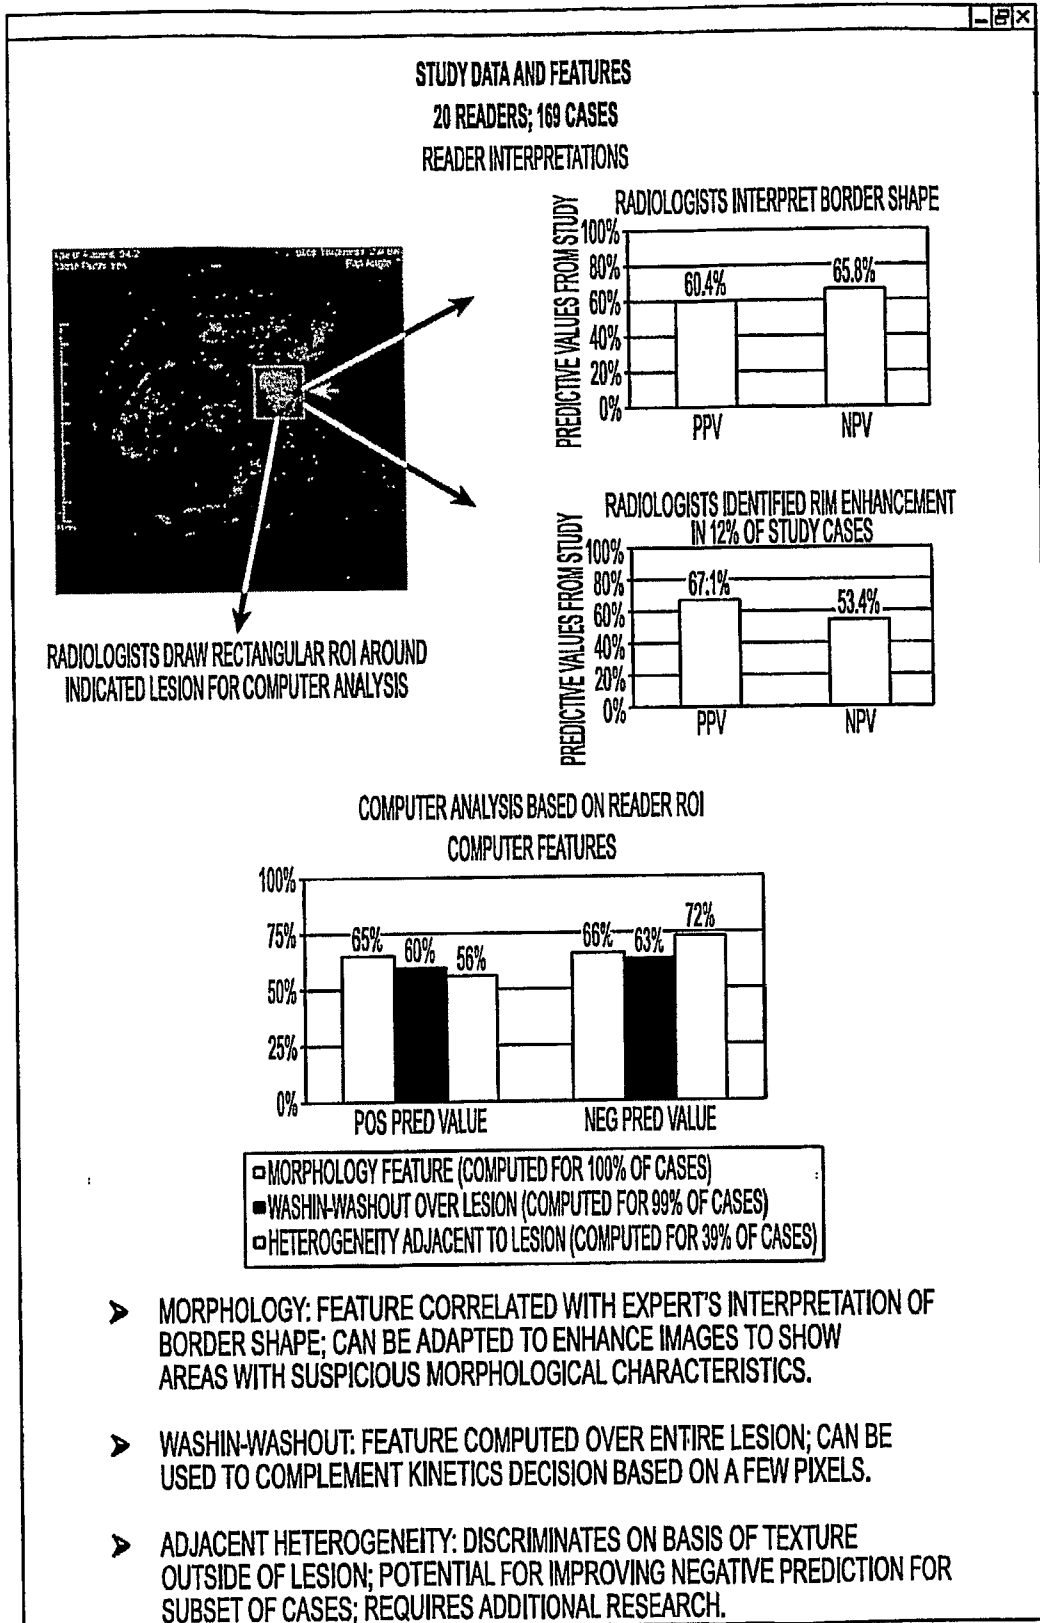 STUDY DATA AND FEATURES
20 READERS; 169 CASES
READER INTERPRETATIONS
RADIOLOGISTS DRAW RECTANGULAR ROI AROUND
INDICATED LESION FOR COMPUTER ANALYSIS
RADIOLOGISTS INTERPRET BORDER SHAPE
PREDICTIVE VALUES FROM STUDY
100%
80%
60%
40%
20%
0%
60.4%
65.8%
PPV
NPV
RADIOLOGISTS IDENTIFIED RIM ENHANCEMENT
IN 12% OF STUDY CASES
PREDICTIVE VALUES FROM STUDY
100%
80%
60%
40%
20%
0%
67.1%
53.4%
PPV
NPV
COMPUTER ANALYSIS BASED ON READER ROI
COMPUTER FEATURES
100%
75%
50%
25%
0%
65%
60%
56%
66%
63%
72%
POS PRED VALUE
NEG PRED VALUE
MORPHOLOGY FEATURE (COMPUTED FOR 100% OF CASES)
WASHIN-WASHOUT OVER LESION (COMPUTED FOR 99% OF CASES)
HETEROGENEITY ADJACENT TO LESION (COMPUTED FOR 39% OF CASES)
➢ MORPHOLOGY: FEATURE CORRELATED WITH EXPERT'S INTERPRETATION OF
BORDER SHAPE; CAN BE ADAPTED TO ENHANCE IMAGES TO SHOW
AREAS WITH SUSPICIOUS MORPHOLOGICAL CHARACTERISTICS.
➢ WASHIN-WASHOUT: FEATURE COMPUTED OVER ENTIRE LESION; CAN BE
USED TO COMPLEMENT KINETICS DECISION BASED ON A FEW PIXELS.
➢ ADJACENT HETEROGENEITY: DISCRIMINATES ON BASIS OF TEXTURE
OUTSIDE OF LESION; POTENTIAL FOR IMPROVING NEGATIVE PREDICTION FOR
SUBSET OF CASES; REQUIRES ADDITIONAL RESEARCH.